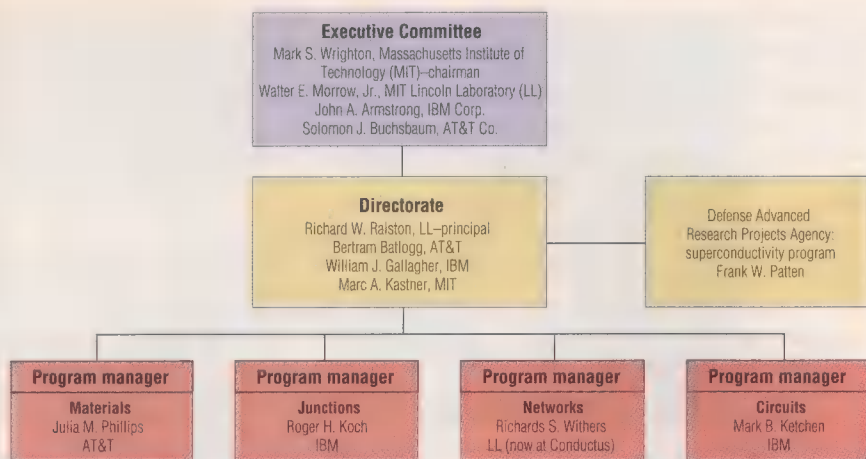 Executive Committee
Mark S. Wrighton, Massachusetts Institute of
Technology (MIT)–chairman
Walter E. Morrow, Jr., MIT Lincoln Laboratory (LL)
John A. Armstrong, IBM Corp.
Solomon J. Buchsbaum, AT&T Co.
Directorate
Richard W. Ralston, LL–principal
Bertram Batlogg, AT&T
William J. Gallagher, IBM
Marc A. Kastner, MIT
Defense Advanced
Research Projects Agency:
superconductivity program
Frank W. Patten
Program manager
Materials
Julia M. Phillips
AT&T
Program manager
Junctions
Roger H. Koch
IBM
Program manager
Networks
Richards S. Withers
LL (now at Conductus)
Program manager
Circuits
Mark B. Ketchen
IBM